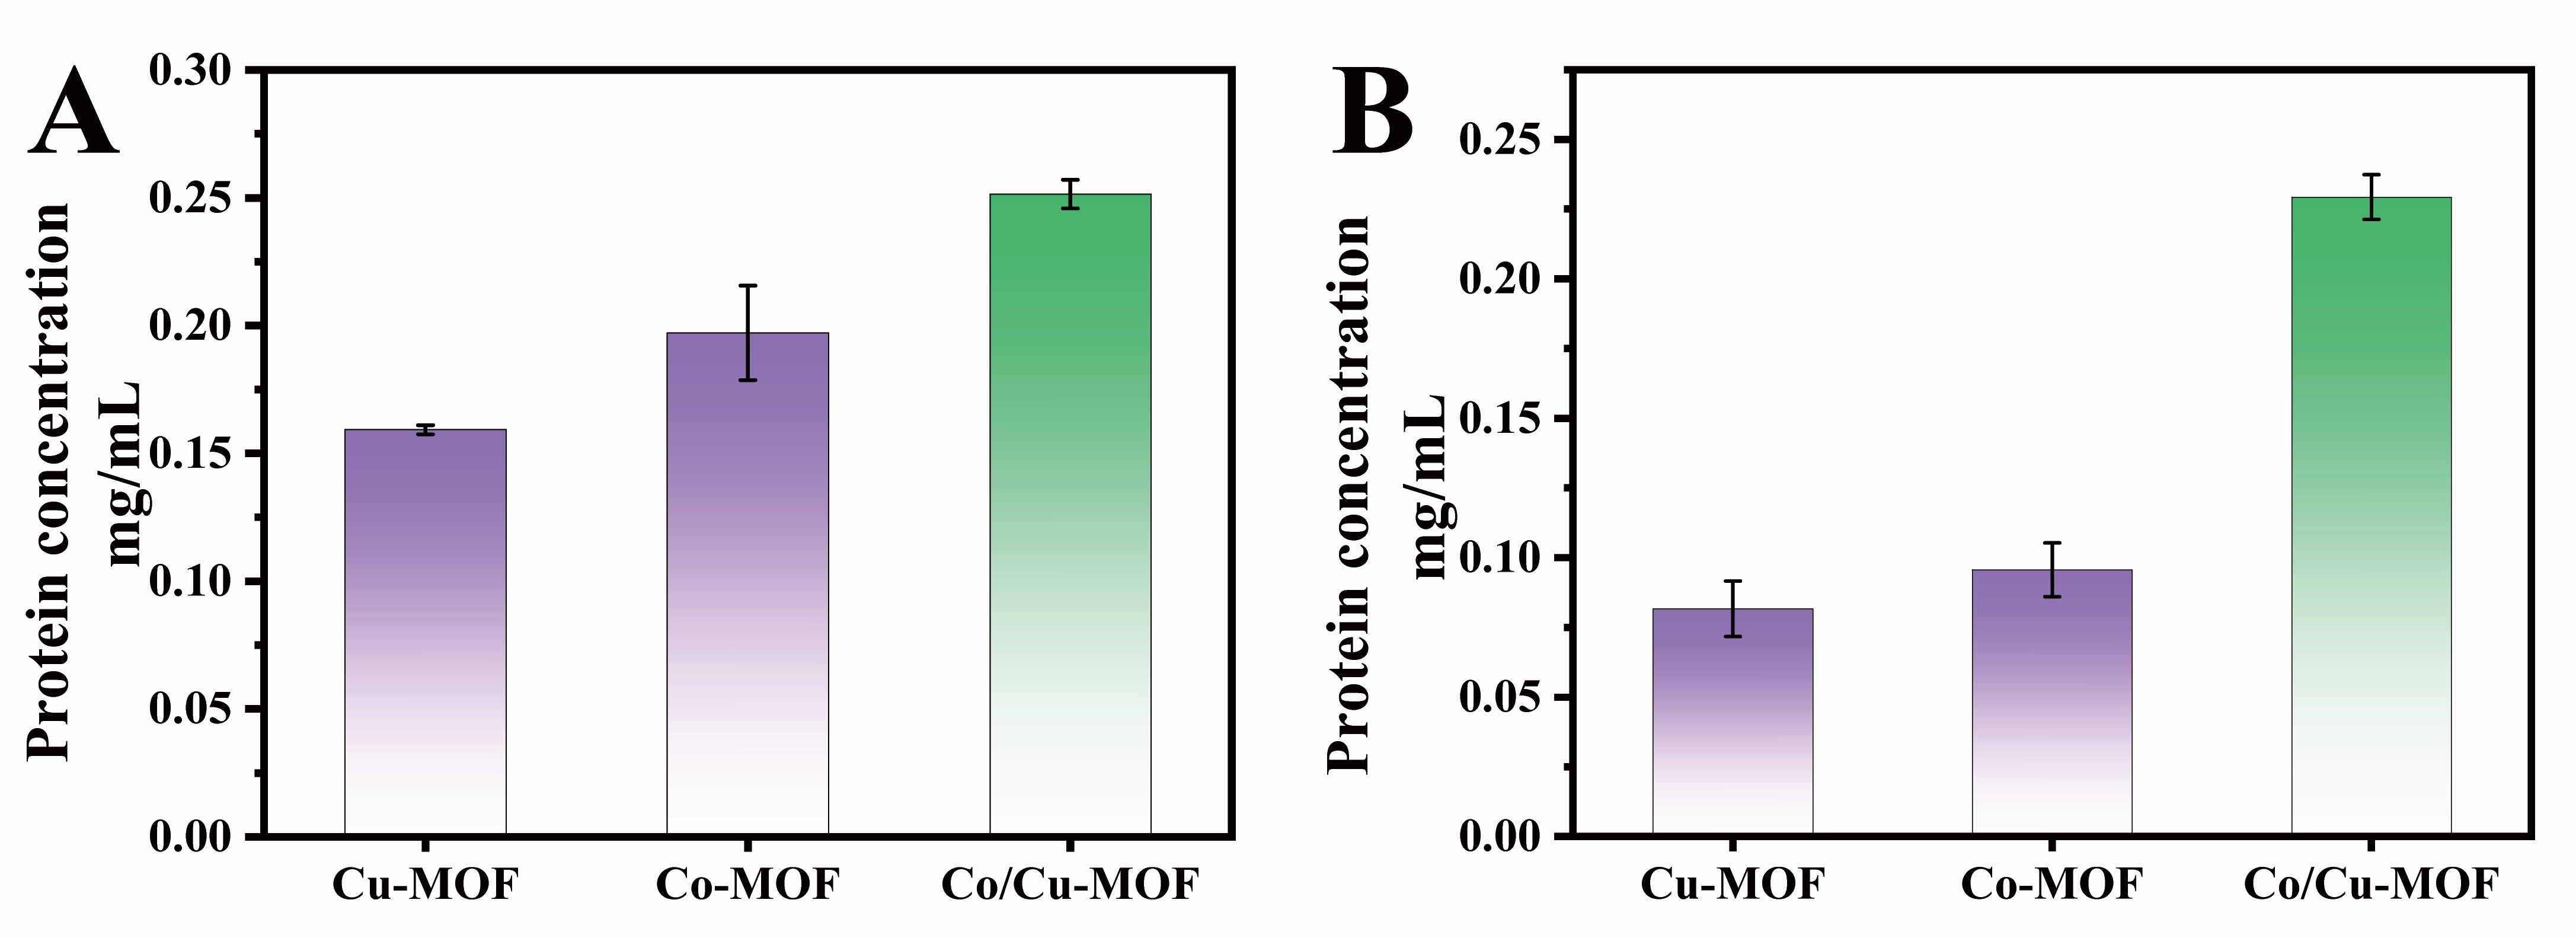 A
Protein concentration
mg/mL
0.30
0.25
0.20
0.15
0.10
0.05
0.00
Cu-MOF
Co-MOF
Co/Cu-MOF
B
Protein concentration
mg/mL
0.25
0.20
0.15
0.10
0.05
0.00
Cu-MOF
Co-MOF
Co/Cu-MOF